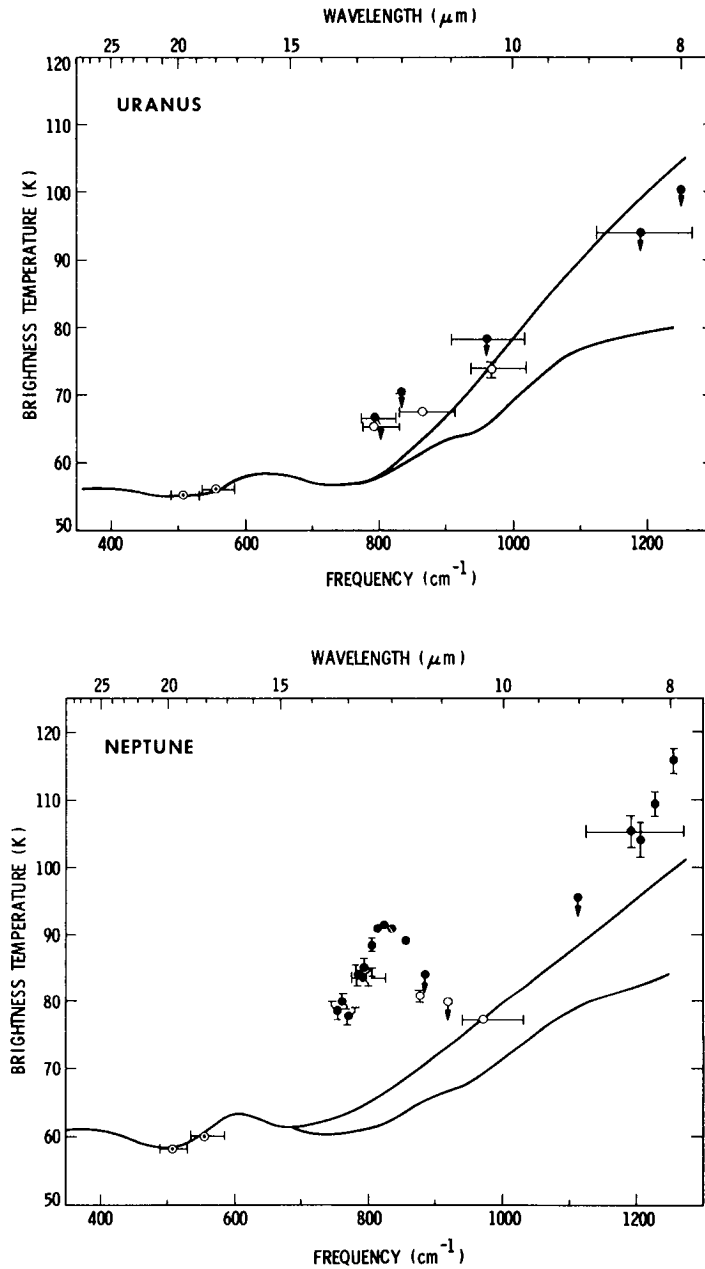 WAVELENGTH (μm)
25 20 15 10 8
URANUS
120
110
100
90
80
70
60
50
BRIGHTNESS TEMPERATURE (K)
400 600 800 1000 1200
FREQUENCY (cm⁻¹)
WAVELENGTH (μm)
25 20 15 10 8
NEPTUNE
120
110
100
90
80
70
60
50
BRIGHTNESS TEMPERATURE (K)
400 600 800 1000 1200
FREQUENCY (cm⁻¹)